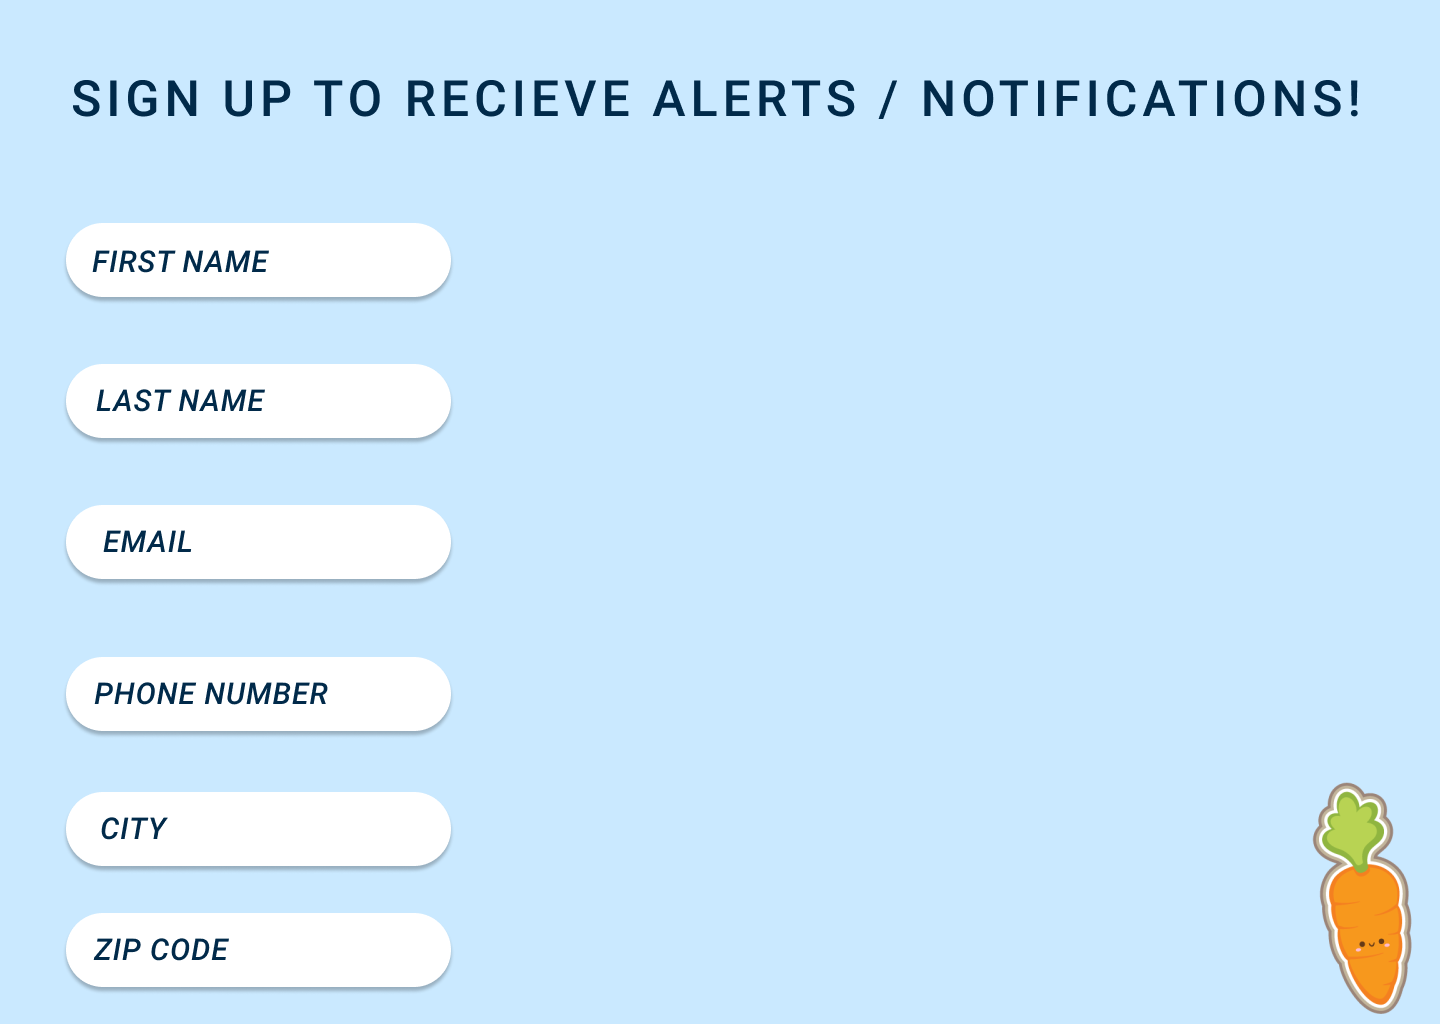 SIGN UP TO RECIEVE ALERTS / NOTIFICATIONS!
FIRST NAME
LAST NAME
EMAIL
PHONE NUMBER
CITY
ZIP CODE